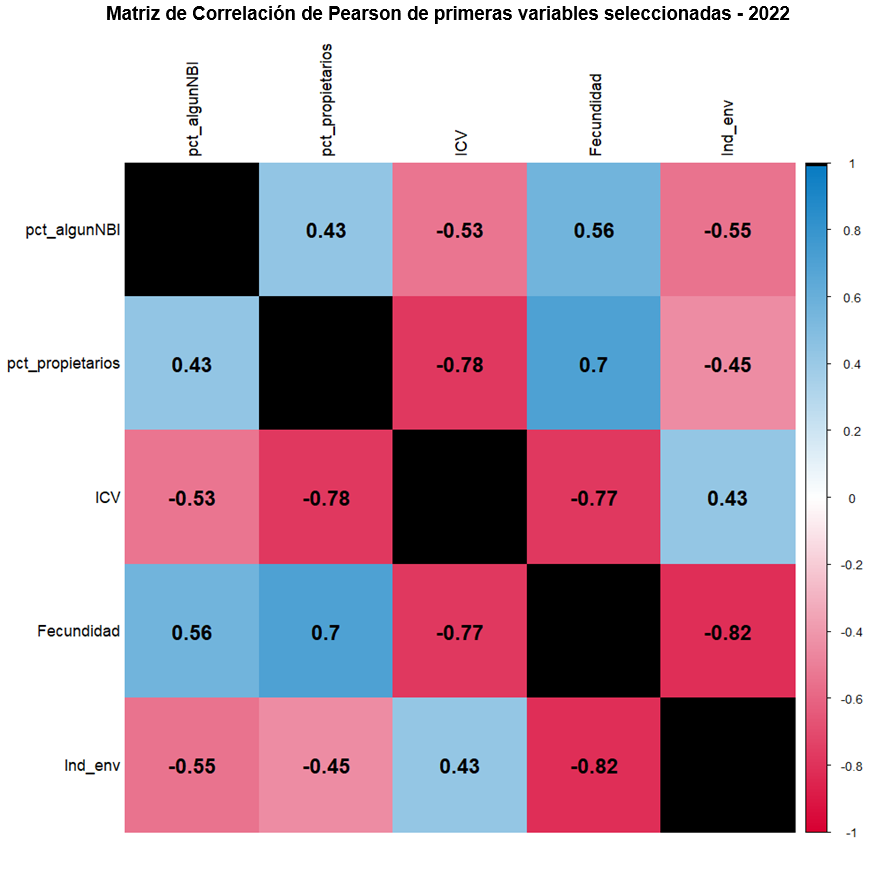 Matriz de Correlación de Pearson de primeras variables seleccionadas - 2022
pct_algunNBI
pct_propietarios
ICV
Fecundidad
Ind_env
pct_algunNBI
0.43
-0.53
0.56
-0.55
pct_propietarios
0.43
-0.78
0.7
-0.45
ICV
-0.53
-0.78
-0.77
0.43
Fecundidad
0.56
0.7
-0.77
-0.82
Ind_env
-0.55
-0.45
0.43
-0.82
1
0.8
0.6
0.4
0.2
0
-0.2
-0.4
-0.6
-0.8
-1